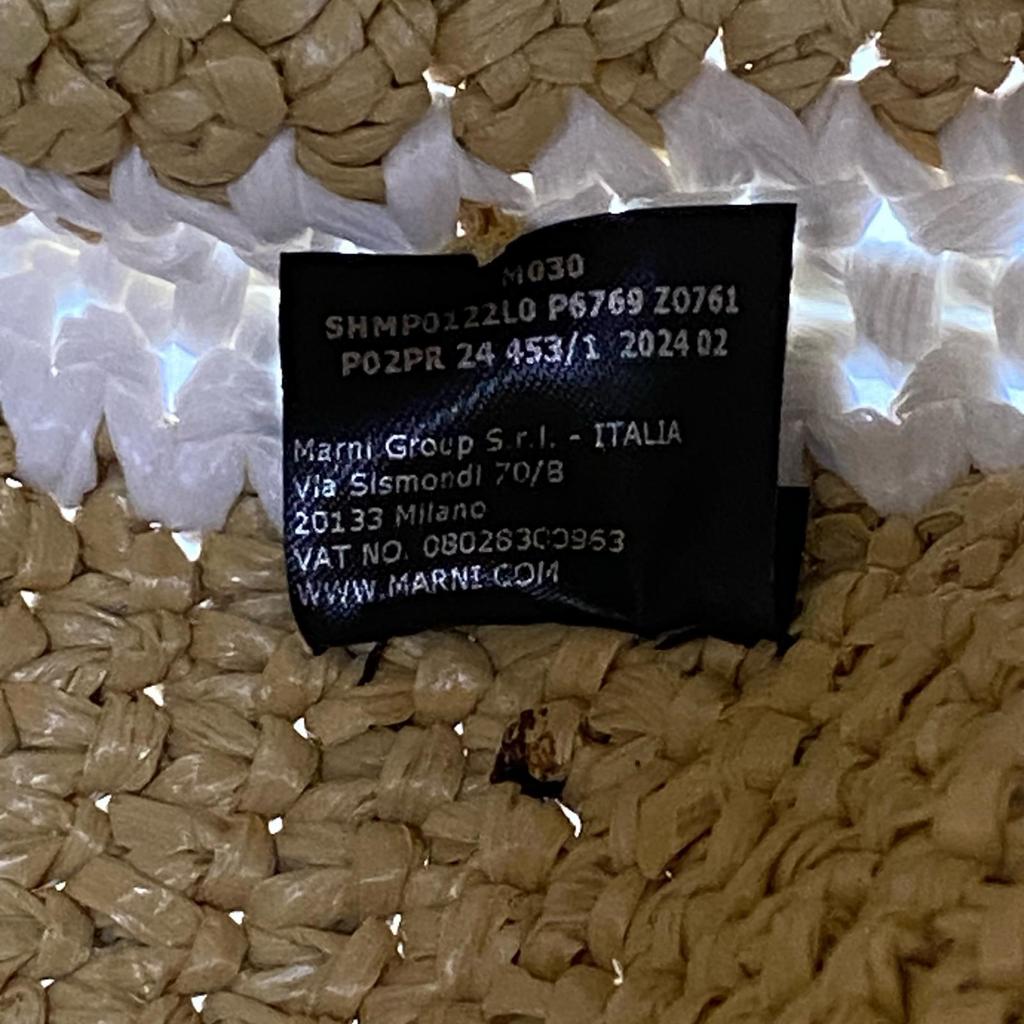 M030
SHMP0122L0 P6769 Z0761
P02PR 24 453/1 2024 02
Marni Group S.r.l. - ITALIA
Via Sismondi 70/B
20133 Milano
VAT NO. 08028300963
WWW.MARNI.COM